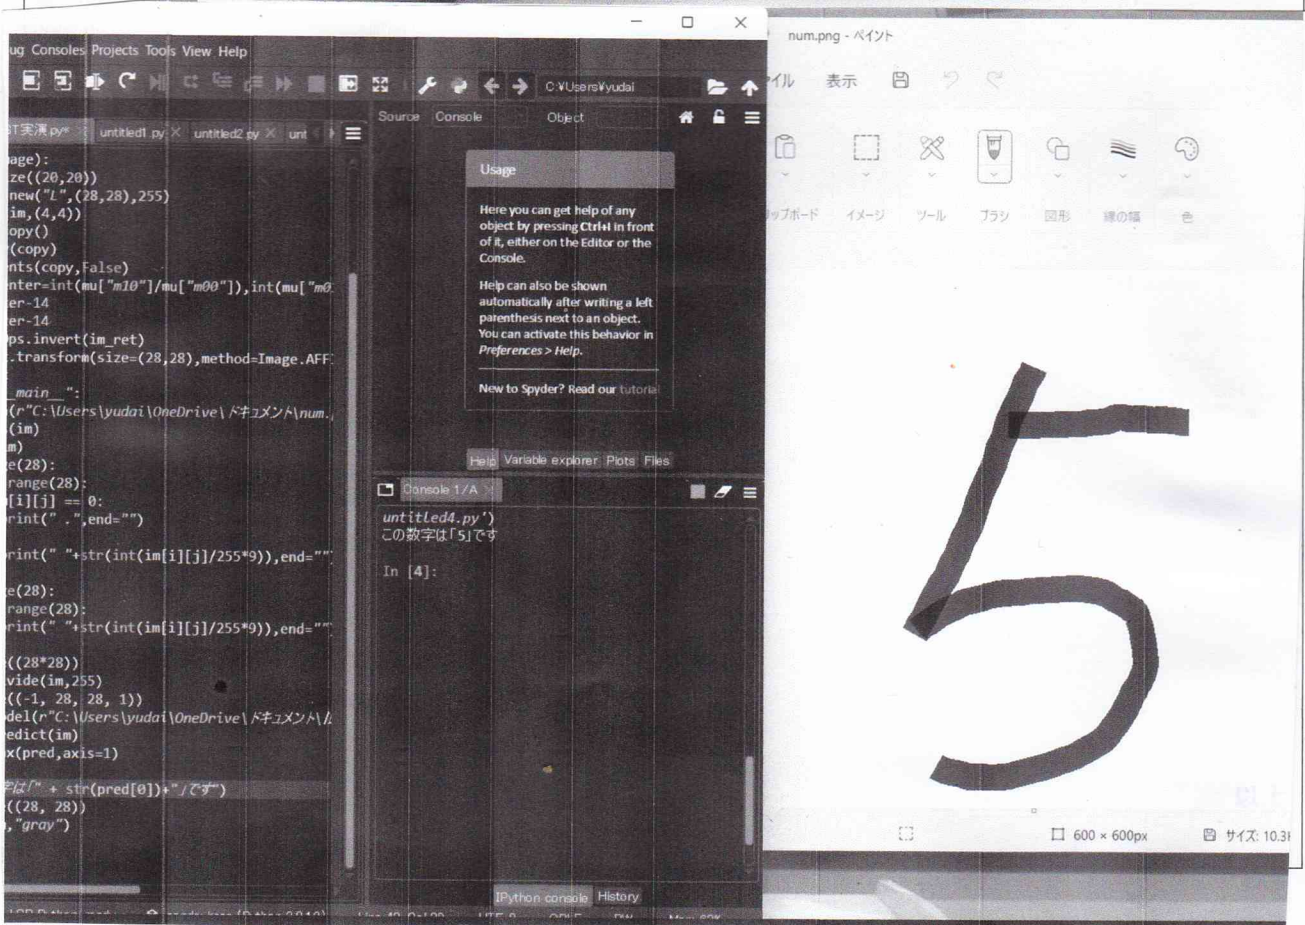 ug Consoles Projects Tools View Help
C:¥Users¥yudai
ST実演.py*
untitled1.py
untitled2.py
unt
Source Console Object
age):
ze((20,20))
new("L",(28,28),255)
im,(4,4))
opy()
(copy)
nts(copy,False)
nter=int(mu["m10"]/mu["m00"]),int(mu["m0
er-14
er-14
ps.invert(im_ret)
.transform(size=(28,28),method=Image.AFF
__main__":
(r"C:\Users\yudai\OneDrive\ドキュメント\num.
(im)
m)
e(28):
range(28):
[i][j] == 0:
rint(" .",end="")
rint(" "+str(int(im[i][j]/255*9)),end="")
e(28):
range(28):
rint(" "+str(int(im[i][j]/255*9)),end="")
((28*28))
vide(im,255)
((-1, 28, 28, 1))
del(r"C:\Users\yudai\OneDrive\ドキュメント\
edict(im)
x(pred,axis=1)
字は「" + str(pred[0])+"」です")
((28, 28))
,"gray")
Usage
Here you can get help of any
object by pressing Ctrl+I in front
of it, either on the Editor or the
Console.
Help can also be shown
automatically after writing a left
parenthesis next to an object.
You can activate this behavior in
Preferences > Help.
New to Spyder? Read our tutorial
Help Variable explorer Plots Files
Console 1/A
untitled4.py')
この数字は「5」です
In [4]:
IPython console History
num.png - ペイント
イル 表示
ップボード イメージ ツール ブラシ 図形 線の幅 色
5
600 × 600px
サイズ: 10.3